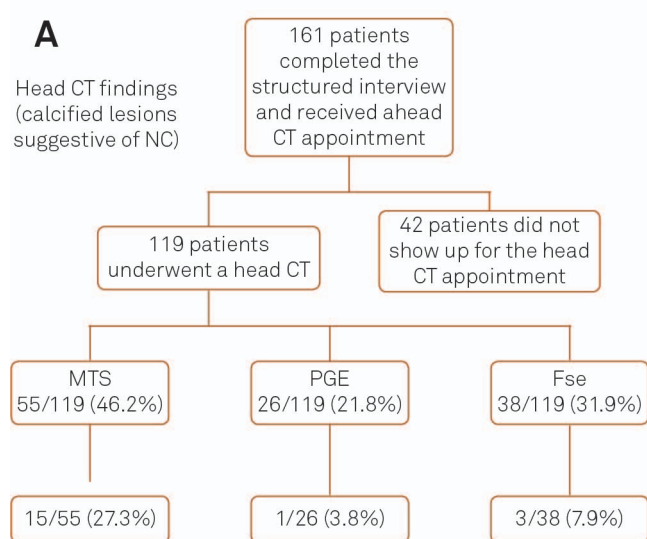 A
Head CT findings
(calcified lesions
suggestive of NC)
161 patients
completed the
structured interview
and received ahead
CT appointment
119 patients
underwent a head CT
42 patients did not
show up for the head
CT appointment
MTS
55/119 (46.2%)
PGE
26/119 (21.8%)
Fse
38/119 (31.9%)
15/55 (27.3%)
1/26 (3.8%)
3/38 (7.9%)